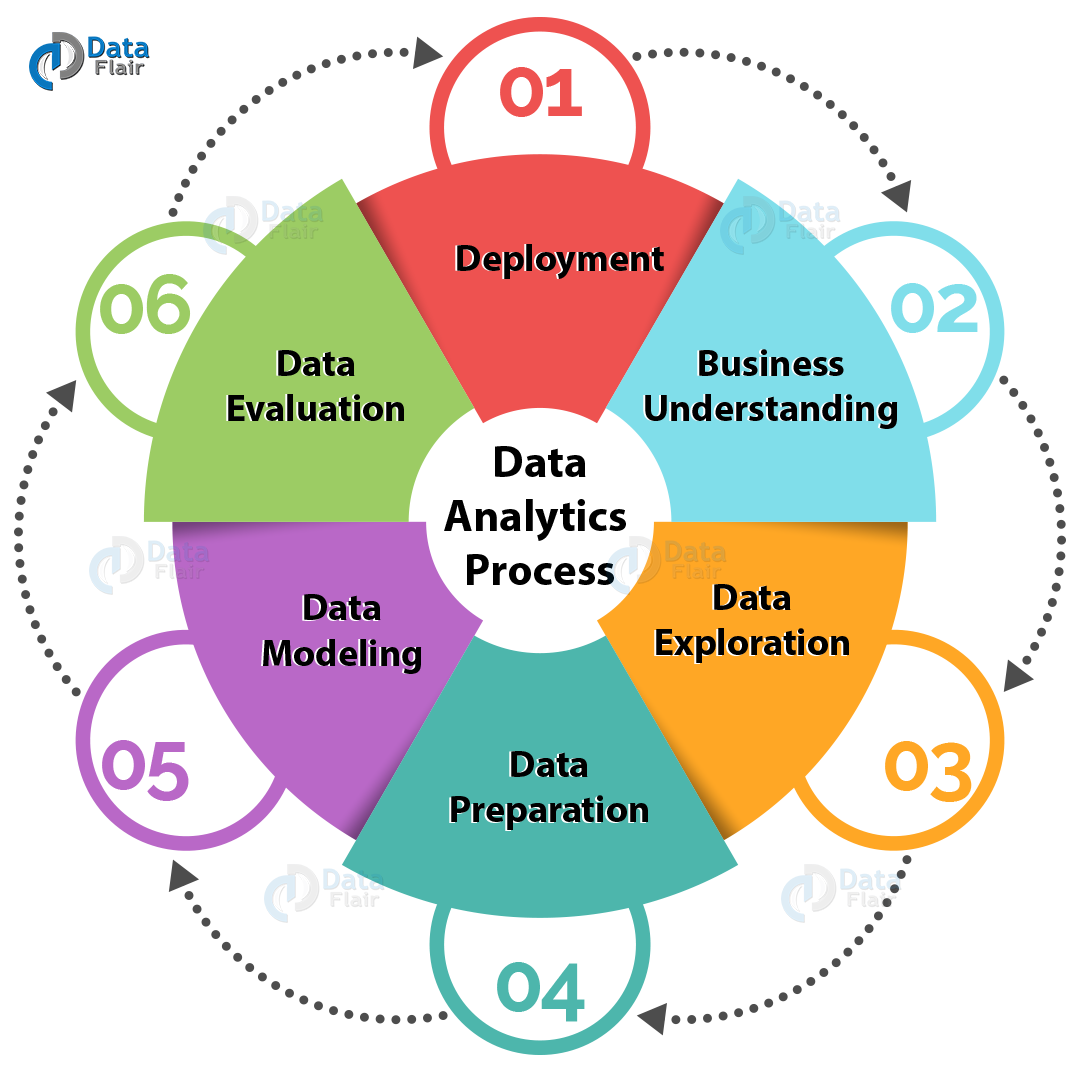 Data
Flair
01
Deployment
02
Business
Understanding
03
Data
Exploration
04
Data
Preparation
05
Data
Modeling
06
Data
Evaluation
Data
Analytics
Process
Data
Flair
Data
Flair
Data
Flair
Data
Flair
Data
Flair
Data
Flair